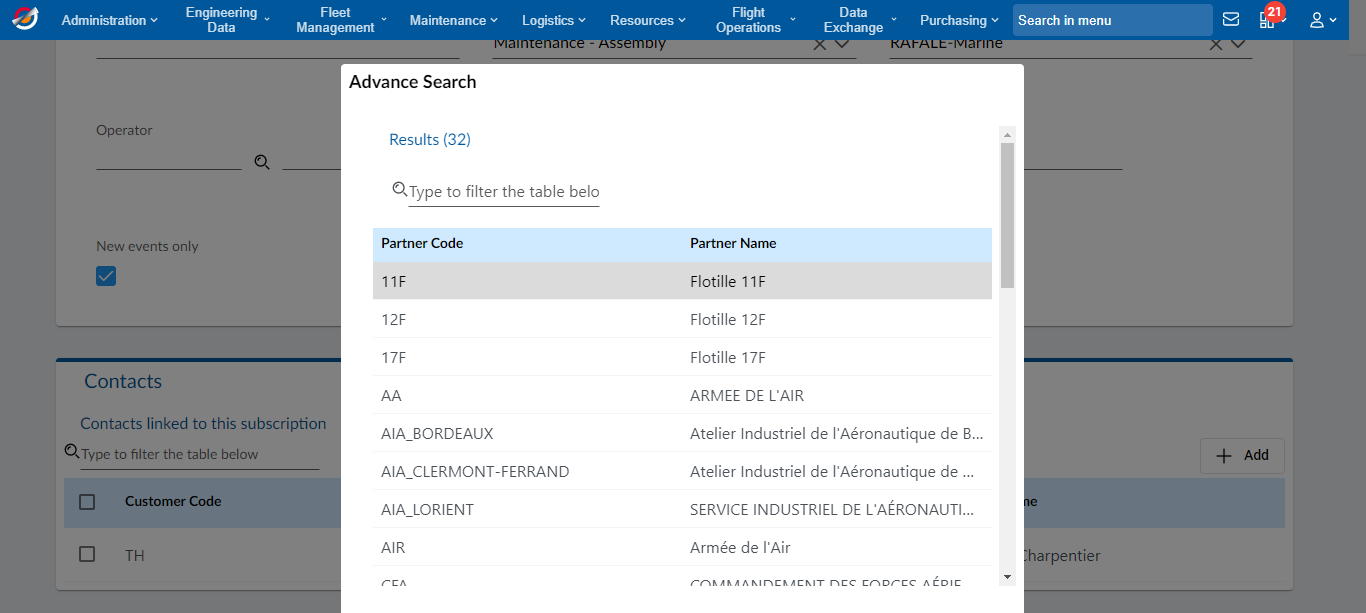 Administration
Engineering Data
Fleet Management
Maintenance
Logistics
Resources
Flight Operations
Data Exchange
Purchasing
Search in menu
21
Maintenance - Assembly
RAFALE-Marine
Advance Search
Operator
Results (32)
Type to filter the table belo
New events only
Partner Code
Partner Name
11F
Flotille 11F
12F
Flotille 12F
17F
Flotille 17F
AA
ARMEE DE L'AIR
AIA_BORDEAUX
Atelier Industriel de l'Aéronautique de B...
AIA_CLERMONT-FERRAND
Atelier Industriel de l'Aéronautique de ...
AIA_LORIENT
SERVICE INDUSTRIEL DE L'AÉRONAUTI...
AIR
Armée de l'Air
CFA
COMMANDEMENT DES FORCES AÉRIE
Contacts
Contacts linked to this subscription
Type to filter the table below
Add
Customer Code
me
TH
Charpentier